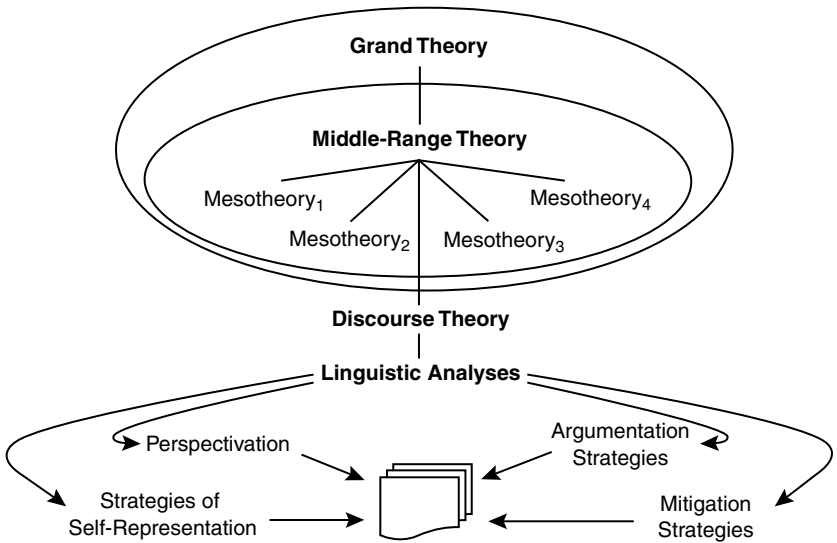 Grand Theory
Middle-Range Theory
Mesotheory₁
Mesotheory₄
Mesotheory₂
Mesotheory₃
Discourse Theory
Linguistic Analyses
Perspectivation
Argumentation
Strategies
Strategies of
Self-Representation
Mitigation
Strategies